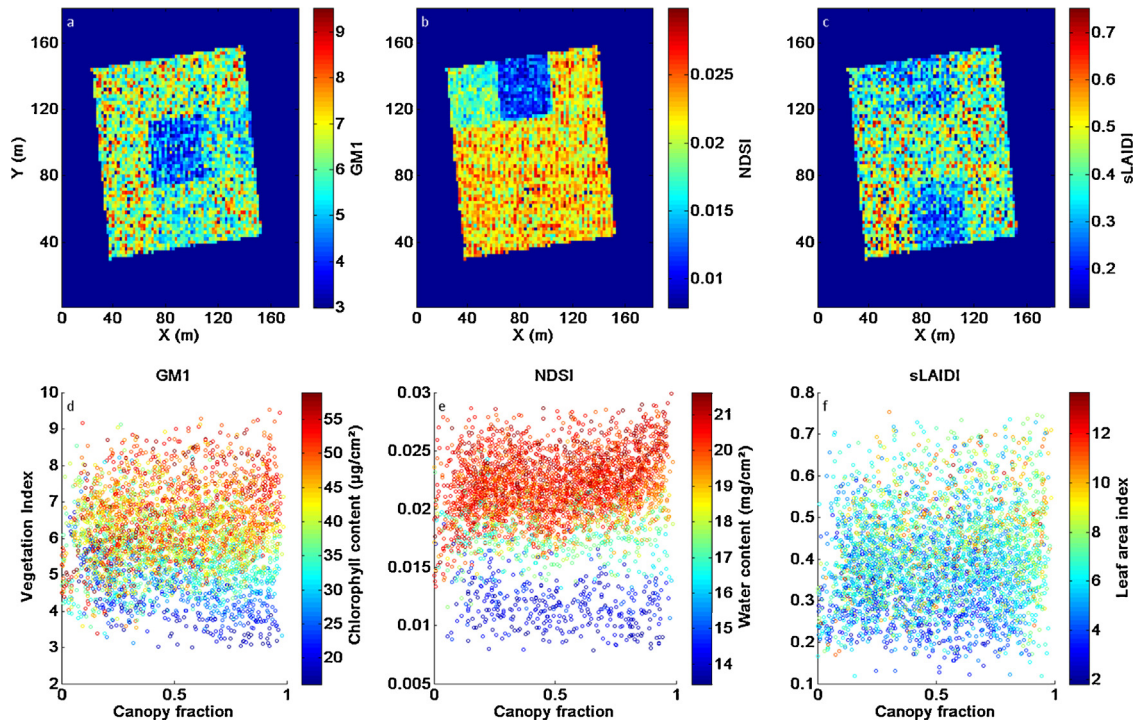 a
b
c
160
120
80
40
Y (m)
0 40 80 120 160
X (m)
9
8
7
6
5
4
3
GM1
0 40 80 120 160
X (m)
0.025
0.02
0.015
0.01
NDSI
160
120
80
40
0 40 80 120 160
X (m)
0.7
0.6
0.5
0.4
0.3
0.2
sLAIDI
GM1
NDSI
sLAIDI
d
e
f
10
9
8
7
6
5
4
3
2
Vegetation Index
0 0.5 1
Canopy fraction
55
50
45
40
35
30
25
20
Chlorophyll content (µg/cm²)
0.03
0.025
0.02
0.015
0.01
0.005
0 0.5 1
Canopy fraction
21
20
19
18
17
16
15
14
Water content (mg/cm²)
0.8
0.7
0.6
0.5
0.4
0.3
0.2
0.1
0 0.5 1
Canopy fraction
12
10
8
6
4
2
Leaf area index